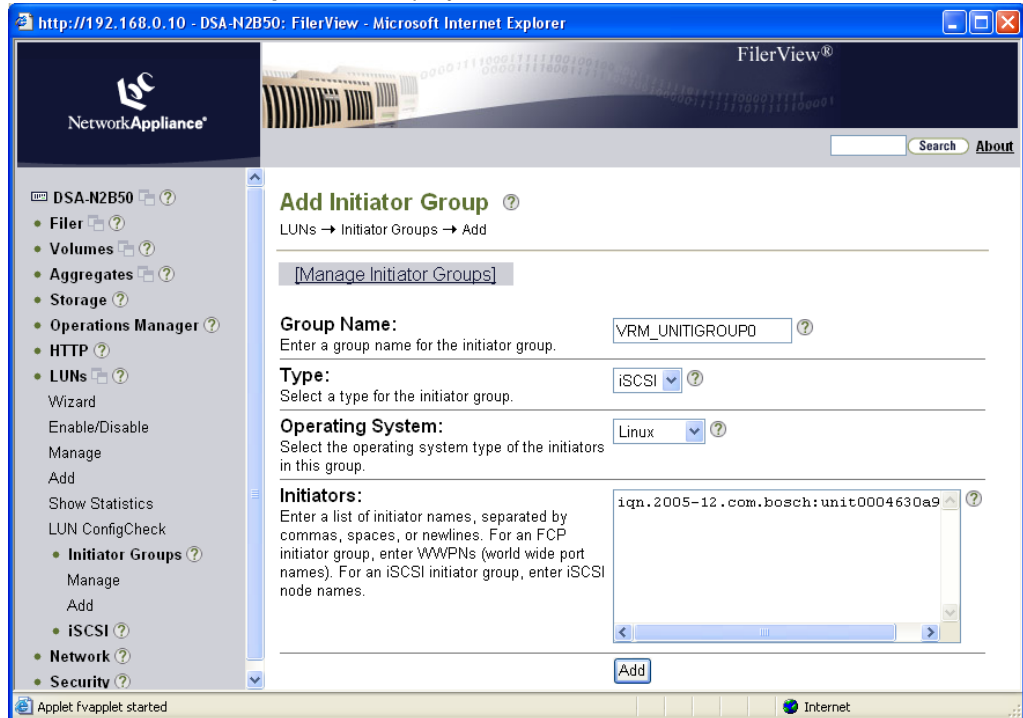 http://192.168.0.10 - DSA-N2B50: FilerView - Microsoft Internet Explorer
FilerView®
NetworkAppliance®
Search About
DSA-N2B50
Filer
Volumes
Aggregates
Storage
Operations Manager
HTTP
LUNs
Wizard
Enable/Disable
Manage
Add
Show Statistics
LUN ConfigCheck
Initiator Groups
Manage
Add
iSCSI
Network
Security
Add Initiator Group
LUNs → Initiator Groups → Add
[Manage Initiator Groups]
Group Name:
Enter a group name for the initiator group.
VRM_UNITIGROUP0
Type:
Select a type for the initiator group.
iSCSI
Operating System:
Select the operating system type of the initiators
in this group.
Linux
Initiators:
Enter a list of initiator names, separated by
commas, spaces, or newlines. For an FCP
initiator group, enter WWPNs (world wide port
names). For an iSCSI initiator group, enter iSCSI
node names.
iqn.2005-12.com.bosch:unit0004630a9
Add
Applet fvapplet started
Internet